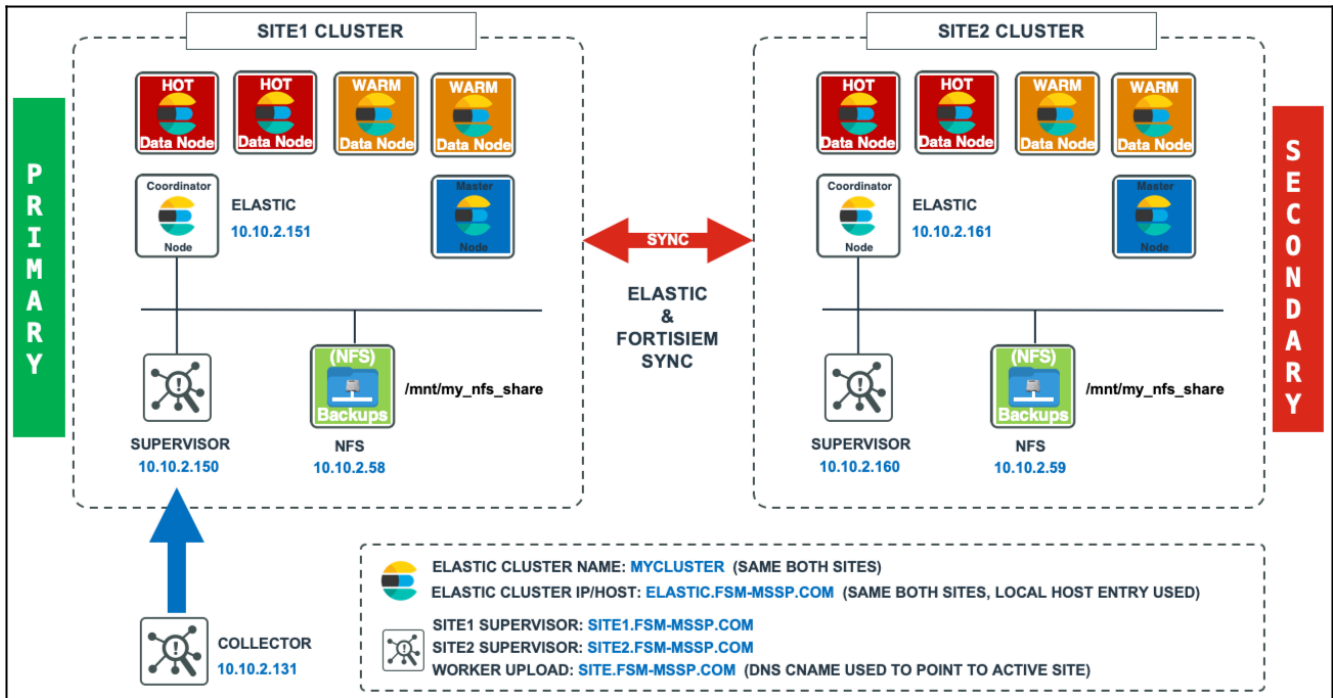 SITE1 CLUSTER
HOT
Data Node
HOT
Data Node
WARM
Data Node
WARM
Data Node
Coordinator
Node
ELASTIC
10.10.2.151
Master
Node
PRIMARY
SUPERVISOR
10.10.2.150
(NFS)
Backups
/mnt/my_nfs_share
NFS
10.10.2.58
SYNC
ELASTIC
&
FORTISIEM
SYNC
SITE2 CLUSTER
HOT
Data Node
HOT
Data Node
WARM
Data Node
WARM
Data Node
Coordinator
Node
ELASTIC
10.10.2.161
Master
Node
SECONDARY
SUPERVISOR
10.10.2.160
(NFS)
Backups
/mnt/my_nfs_share
NFS
10.10.2.59
COLLECTOR
10.10.2.131
ELASTIC CLUSTER NAME: MYCLUSTER (SAME BOTH SITES)
ELASTIC CLUSTER IP/HOST: ELASTIC.FSM-MSSP.COM (SAME BOTH SITES, LOCAL HOST ENTRY USED)
SITE1 SUPERVISOR: SITE1.FSM-MSSP.COM
SITE2 SUPERVISOR: SITE2.FSM-MSSP.COM
WORKER UPLOAD: SITE.FSM-MSSP.COM (DNS CNAME USED TO POINT TO ACTIVE SITE)